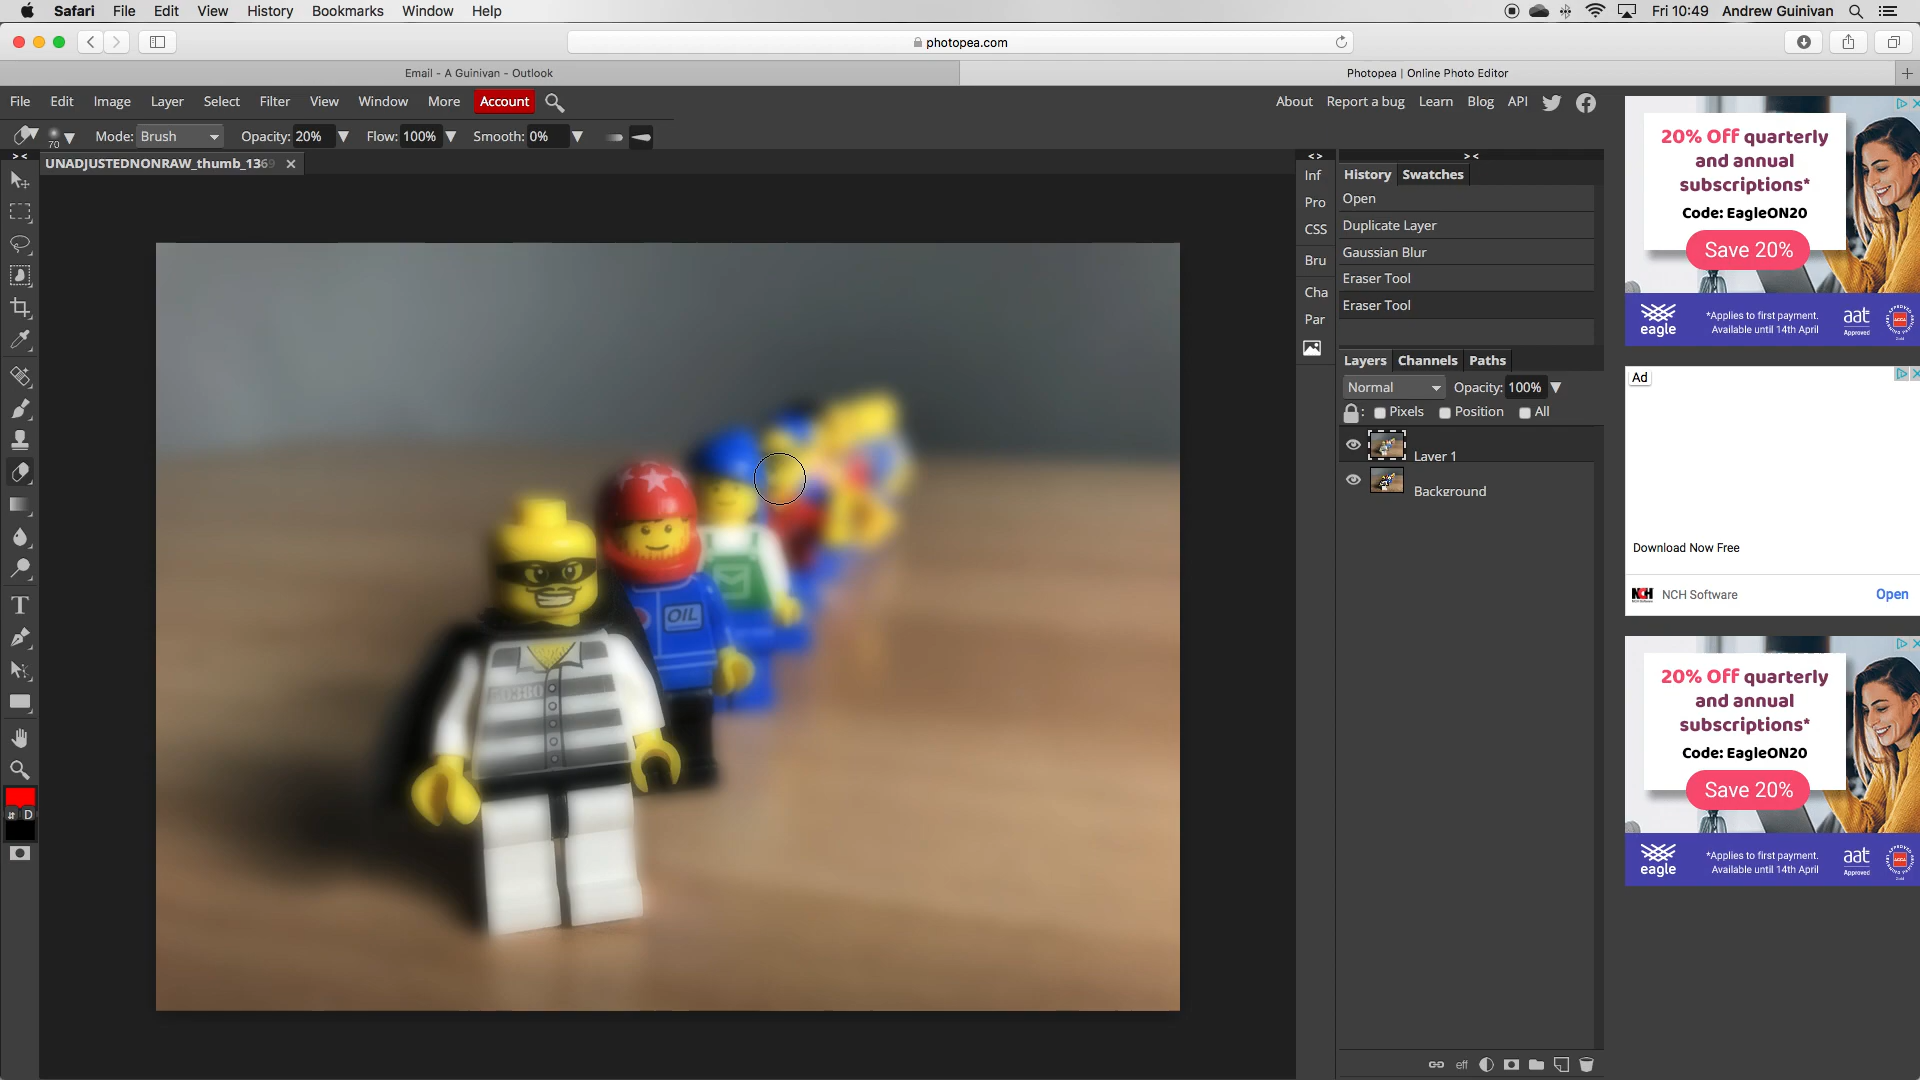 Safari File Edit View History Bookmarks Window Help
Fri 10:49 Andrew Guinivan
photopea.com
Email - A Guinivan - Outlook
Photopea | Online Photo Editor
File Edit Image Layer Select Filter View Window More Account
About Report a bug Learn Blog API
70 Mode: Brush Opacity: 20% Flow: 100% Smooth: 0%
UNADJUSTEDNONRAW_thumb_1369
Inf
Pro
CSS
Bru
Cha
Par
History Swatches
Open
Duplicate Layer
Gaussian Blur
Eraser Tool
Eraser Tool
Layers Channels Paths
Normal Opacity: 100%
Pixels Position All
Layer 1
Background
eff
D
OIL
20% Off quarterly
and annual
subscriptions*
Code: EagleON20
Save 20%
eagle
*Applies to first payment.
Available until 14th April
aat
Approved
Ad
Download Now Free
NCH
NCH Software
Open
20% Off quarterly
and annual
subscriptions*
Code: EagleON20
Save 20%
eagle
*Applies to first payment.
Available until 14th April
aat
Approved